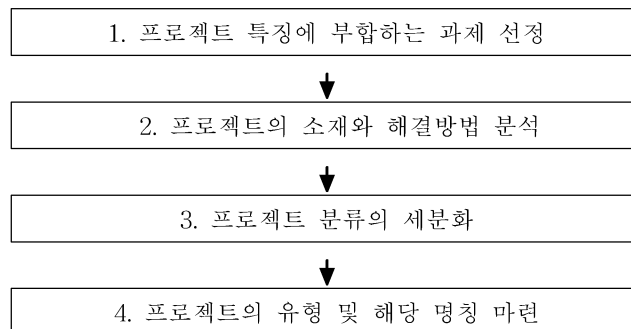 1. 프로젝트 특징에 부합하는 과제 선정
2. 프로젝트의 소재와 해결방법 분석
3. 프로젝트 분류의 세분화
4. 프로젝트의 유형 및 해당 명칭 마련